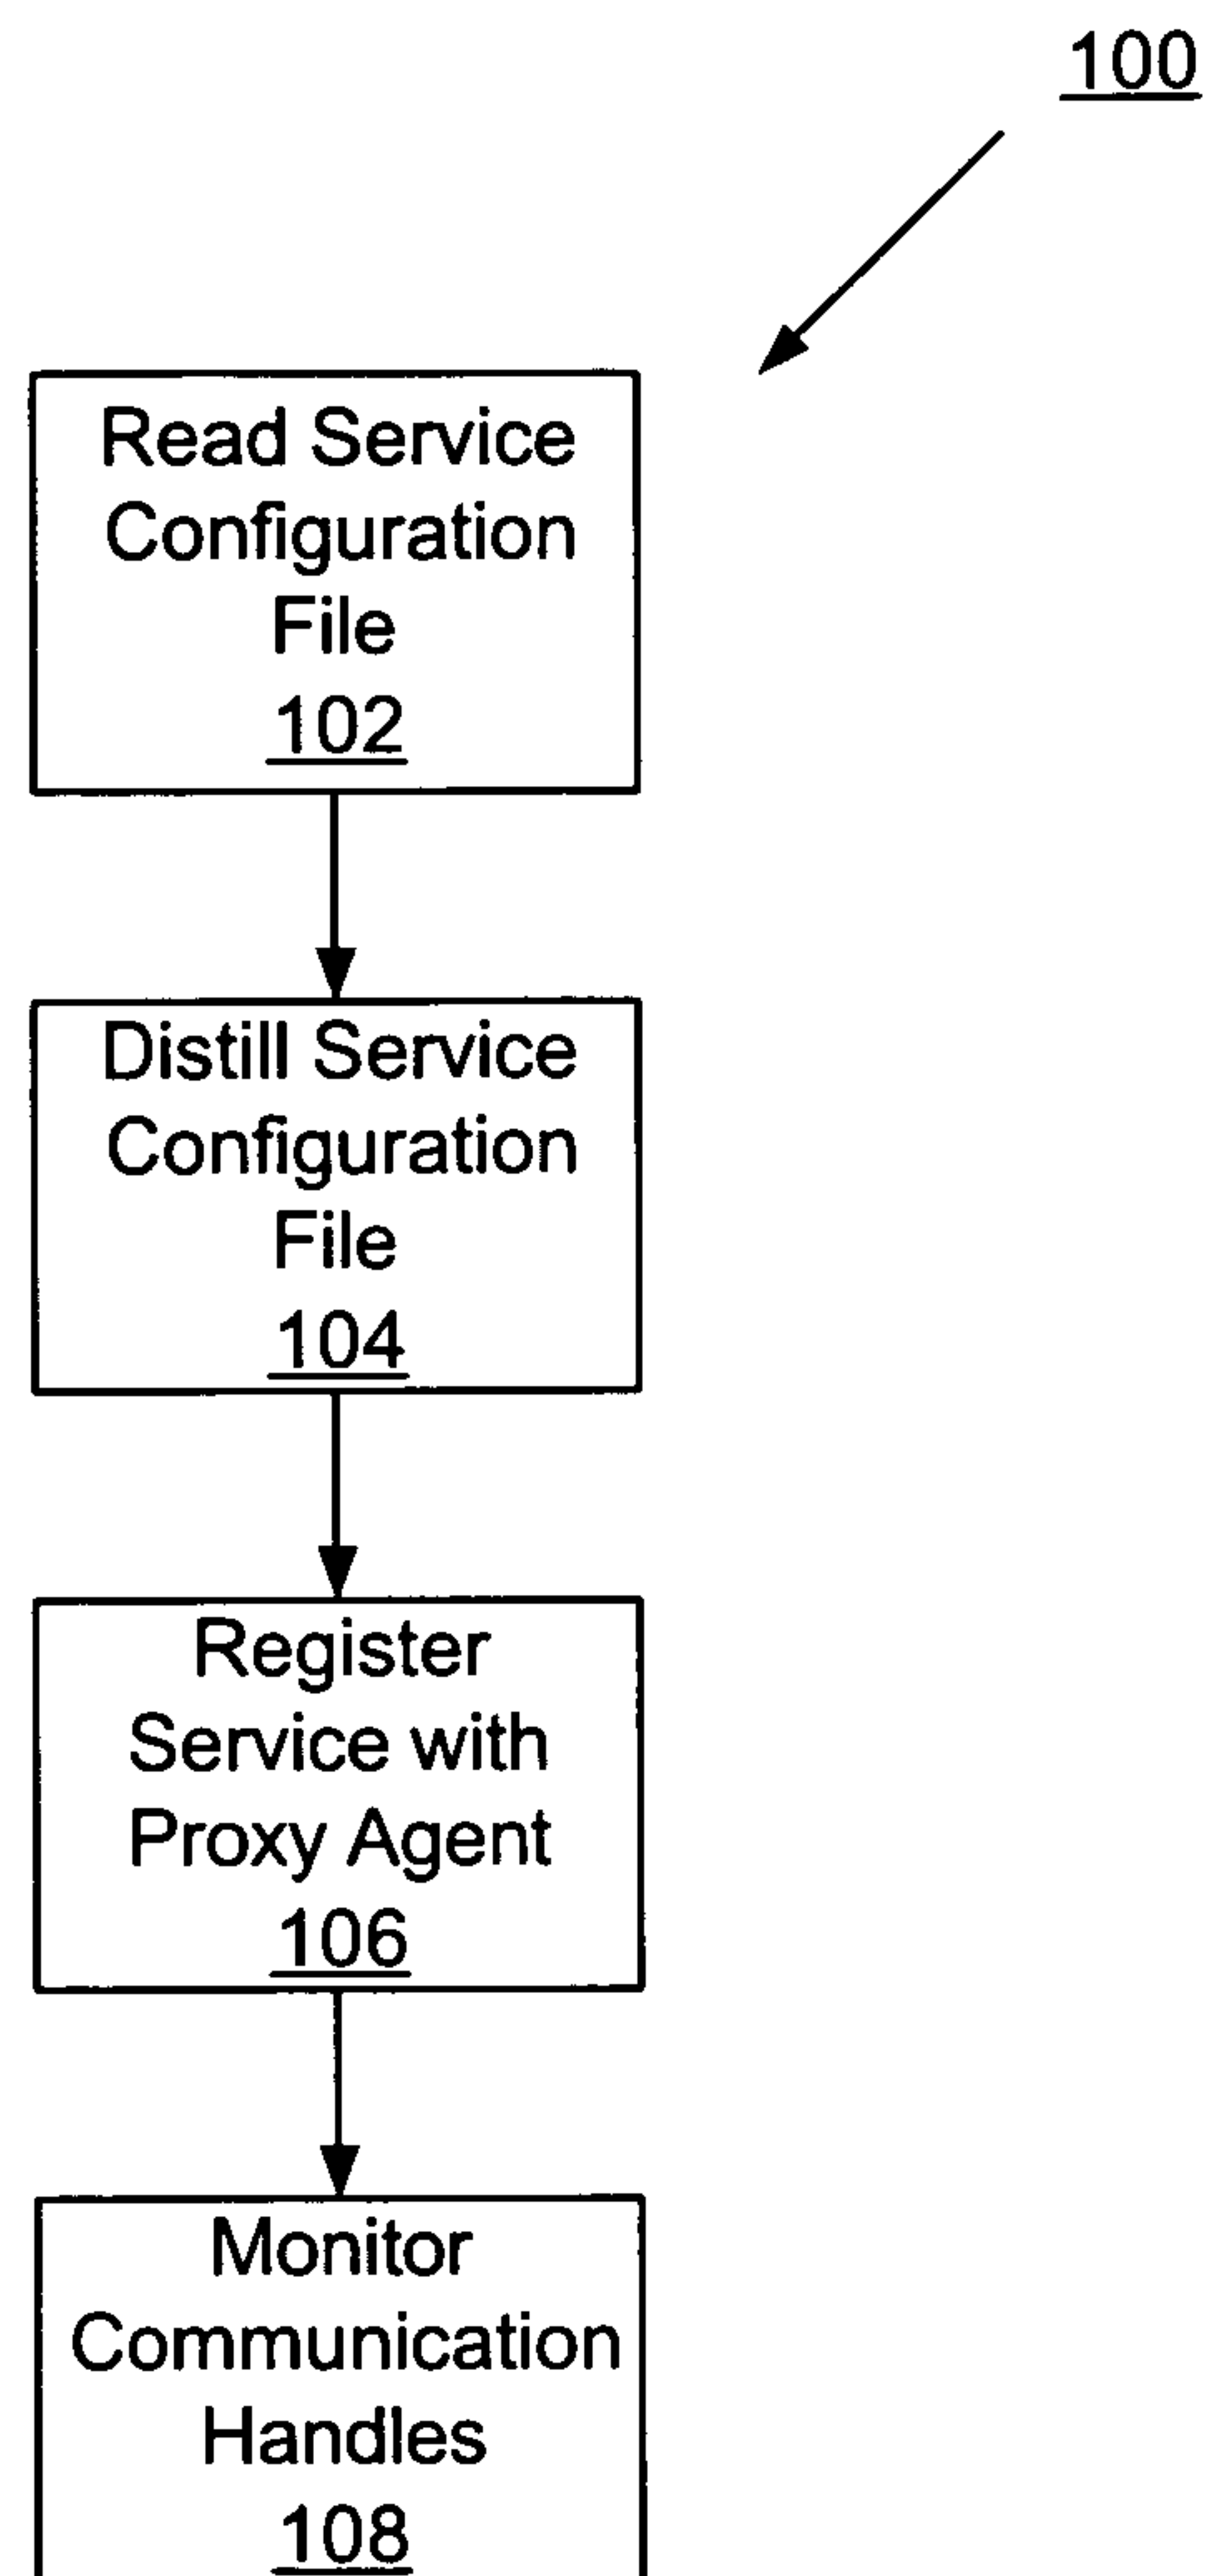 100
Read Service
Configuration
File
102
Distill Service
Configuration
File
104
Register
Service with
Proxy Agent
106
Monitor
Communication
Handles
108